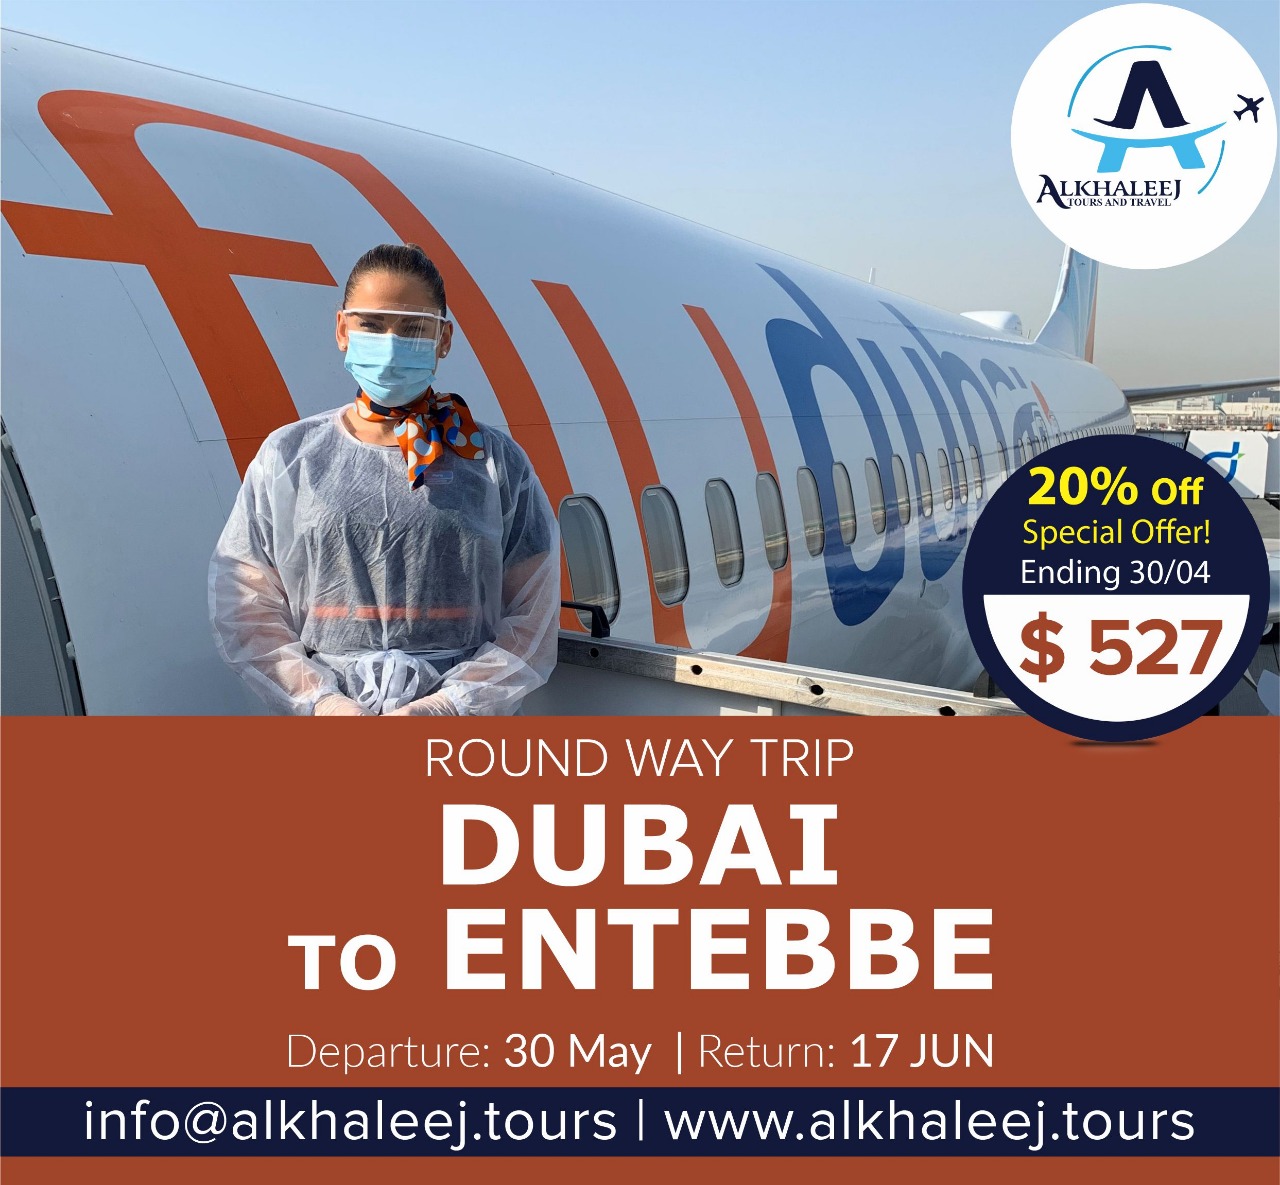 flydubai
ALKHALEEJ
TOURS AND TRAVEL
20% Off
Special Offer!
Ending 30/04
$ 527
ROUND WAY TRIP
DUBAI
TO ENTEBBE
Departure: 30 May | Return: 17 JUN
info@alkhaleej.tours | www.alkhaleej.tours